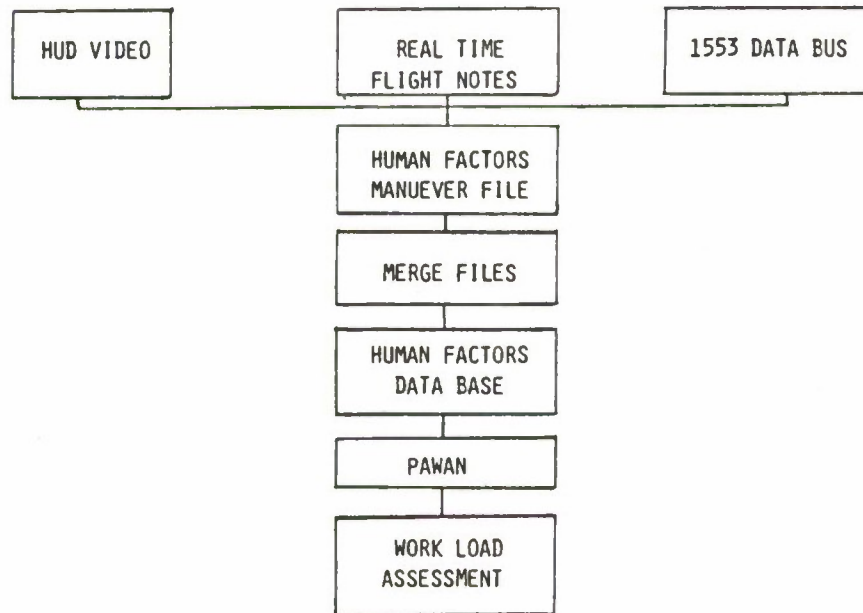 HUD VIDEO
REAL TIME
FLIGHT NOTES
1553 DATA BUS
HUMAN FACTORS
MANUEVER FILE
MERGE FILES
HUMAN FACTORS
DATA BASE
PAWAN
WORK LOAD
ASSESSMENT